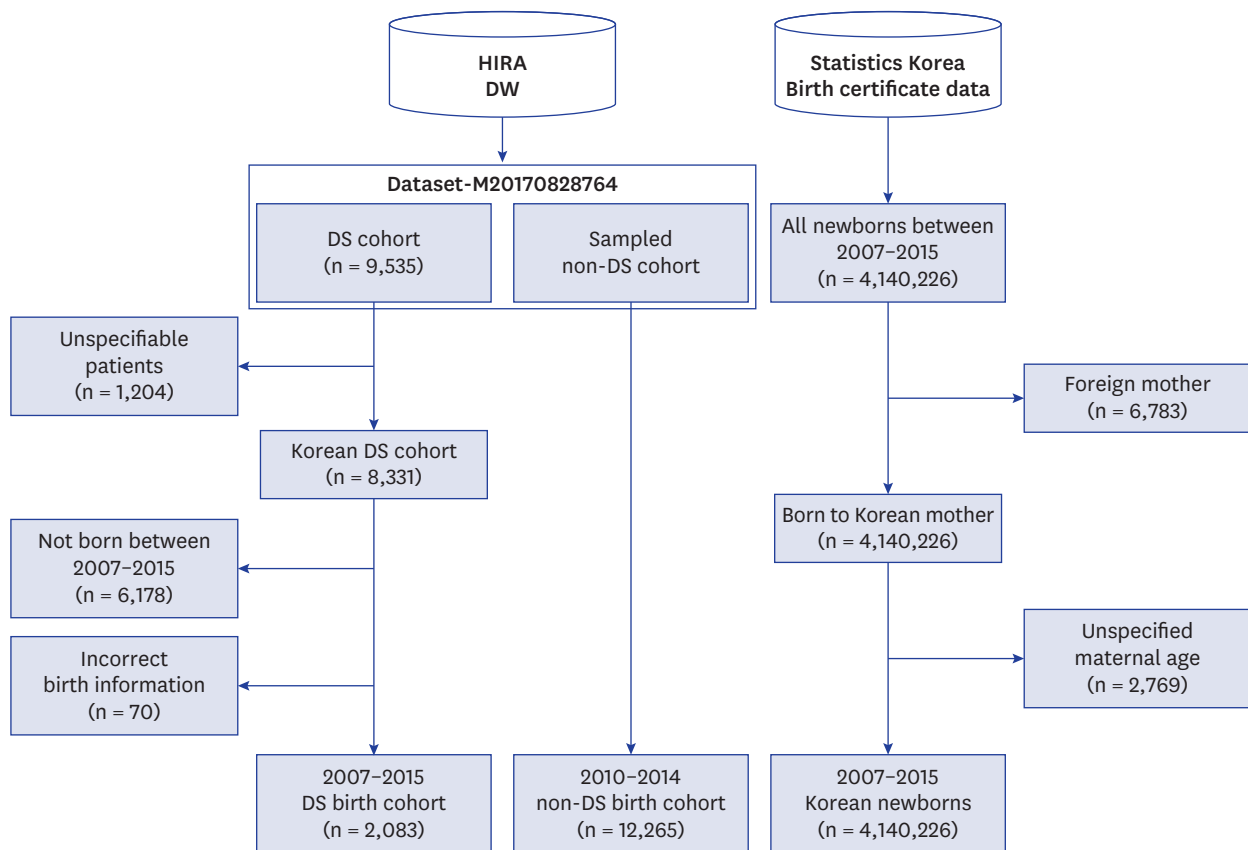 HIRA
DW
Statistics Korea
Birth certificate data
Dataset-M20170828764
DS cohort
(n = 9,535)
Sampled
non-DS cohort
All newborns between
2007–2015
(n = 4,140,226)
Unspecifiable
patients
(n = 1,204)
Foreign mother
(n = 6,783)
Korean DS cohort
(n = 8,331)
Born to Korean mother
(n = 4,140,226)
Not born between
2007–2015
(n = 6,178)
Unspecified
maternal age
(n = 2,769)
Incorrect
birth information
(n = 70)
2007–2015
DS birth cohort
(n = 2,083)
2010–2014
non-DS birth cohort
(n = 12,265)
2007–2015
Korean newborns
(n = 4,140,226)